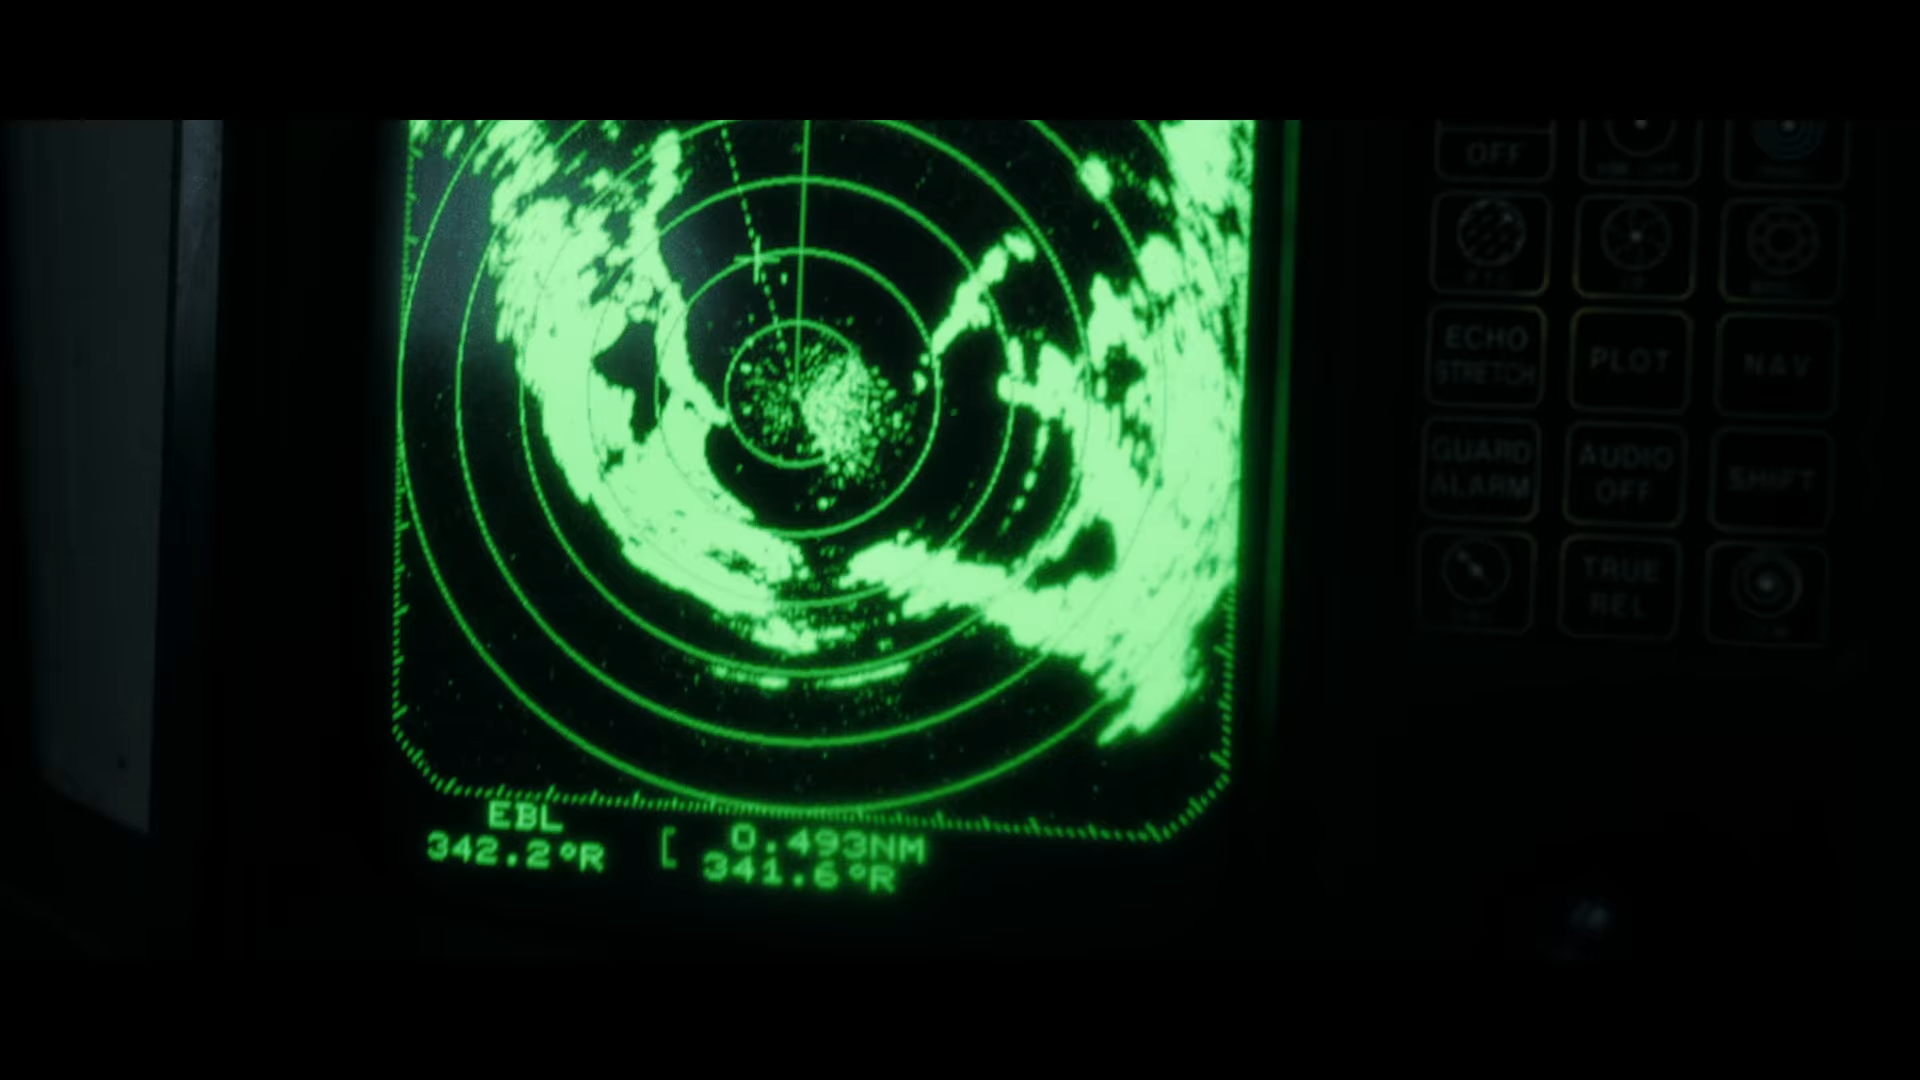 OFF
ECHO
STRETCH
PLOT
NAV
GUARD
ALARM
AUDIO
OFF
SHIFT
TRUE
REL
EBL
342.2°R
[ 0.493NM
341.6°R